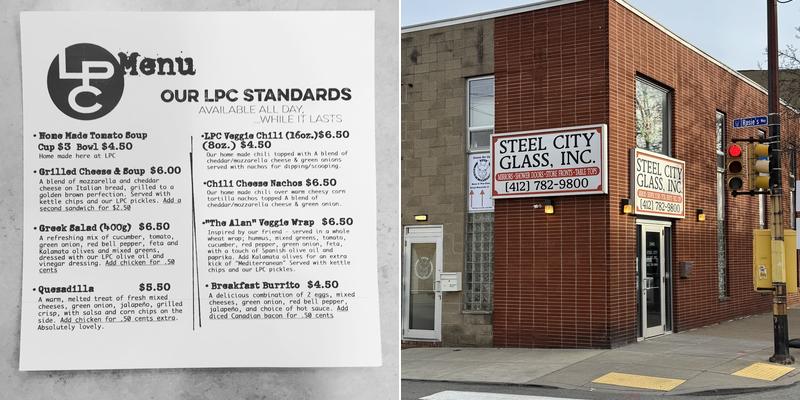 LPC
Menu
OUR LPC STANDARDS
AVAILABLE ALL DAY,
...WHILE IT LASTS
• Home Made Tomato Soup
Cup $3 Bowl $4.50
Home made here at LPC
• Grilled Cheese & Soup $6.00
A blend of mozzarella and cheddar
cheese on Italian bread, grilled to a
golden brown perfection. Served with
kettle chips and our LPC pickles. Add a
second sandwich for $2.50
• Greek Salad (400g) $6.50
A refreshing mix of cucumber, tomato,
green onion, red bell pepper, feta and
Kalamata olives and mixed greens,
dressed with our LPC olive oil and
vinegar dressing. Add chicken for .50
cents
• Quesadilla $5.50
A warm, melted treat of fresh mixed
cheeses, green onion, jalapeño, grilled
crisp, with salsa and corn chips on the
side. Add chicken for .50 cents extra.
Absolutely lovely.
•LPC Veggie Chili (16oz.)$6.50
(8oz.) $4.50
Our home made chili topped with A blend of
cheddar/mozzarella cheese & green onions
served with nachos for dipping/scooping.
•Chili Cheese Nachos $6.50
Our home made chili over warm cheesy corn
tortilla nachos topped A blend of
cheddar/mozzarella cheese & green onion.
•"The Alan" Veggie Wrap $6.50
Inspired by our friend - served in a whole
wheat wrap; hummus, mixed greens, tomato,
cucumber, red pepper, green onion, feta,
with a touch of Spanish olive oil and
paprika. Add Kalamata olives for an extra
kick of "Mediterranean" Served with kettle
chips and our LPC pickles.
• Breakfast Burrito $4.50
A delicious combination of 2 eggs, mixed
cheeses, green onion, red bell pepper,
jalapeño, and choice of hot sauce. Add
diced Canadian bacon for .50 cents
STEEL CITY
GLASS, INC.
MIRRORS•SHOWER DOORS•STORE FRONTS•TABLE TOPS
(412) 782-9800
STEEL CITY
GLASS, INC.
(412) 782-9800
Rosie's Way